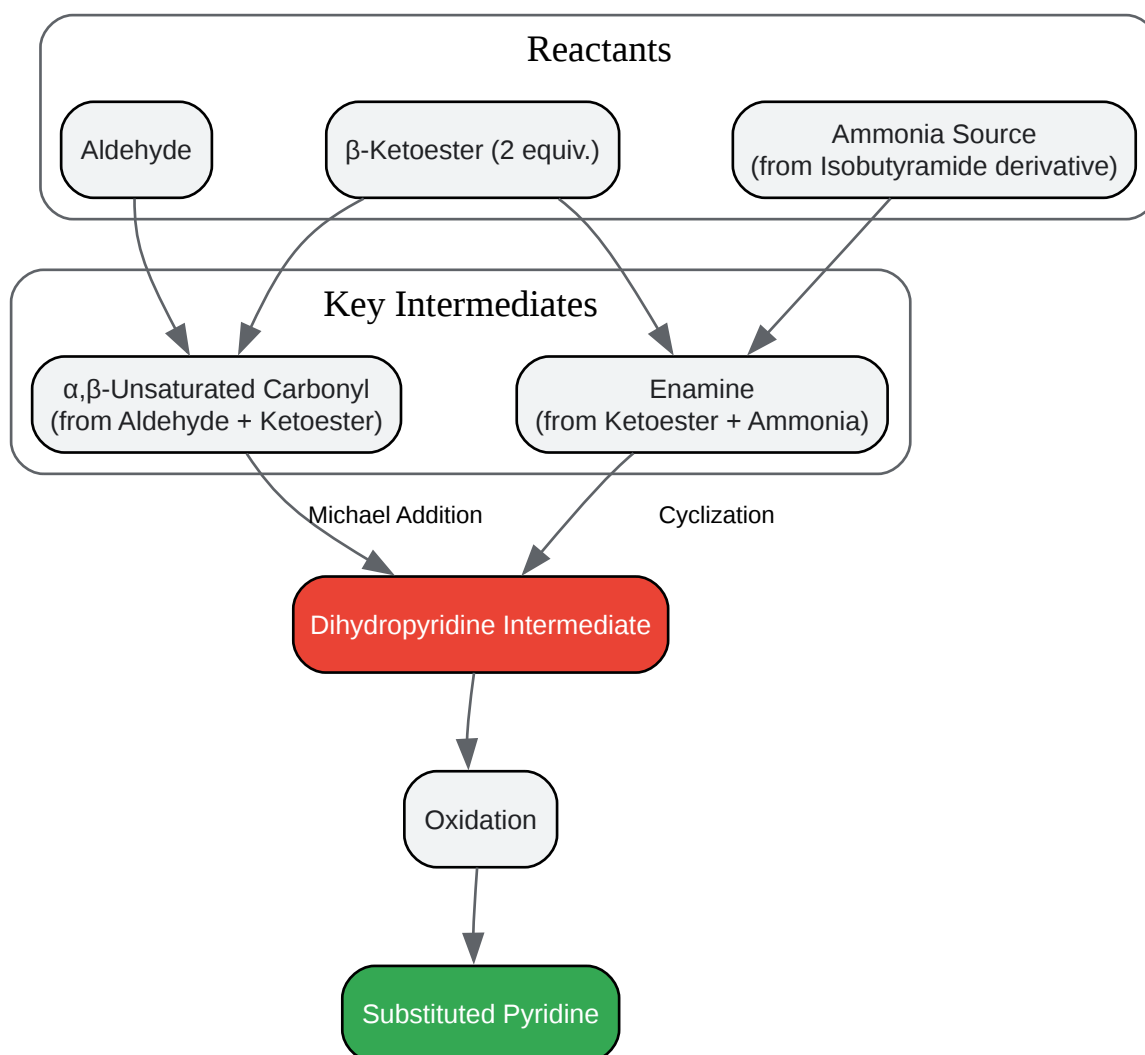 Reactants
Aldehyde
β-Ketoester (2 equiv.)
Ammonia Source
(from Isobutyramide derivative)
Key Intermediates
α,β-Unsaturated Carbonyl
(from Aldehyde + Ketoester)
Enamine
(from Ketoester + Ammonia)
Michael Addition
Cyclization
Dihydropyridine Intermediate
Oxidation
Substituted Pyridine